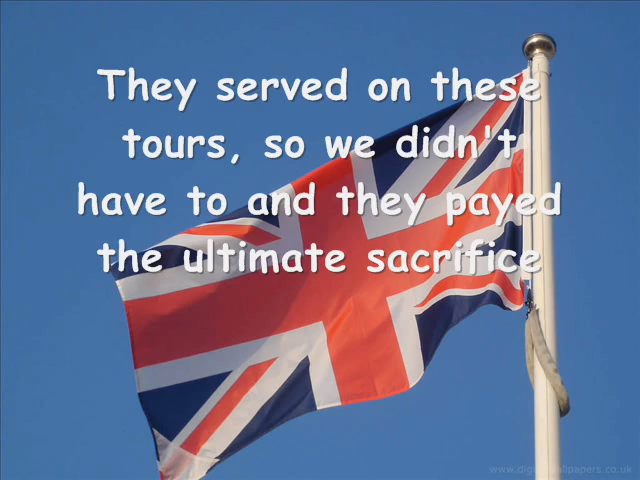 They served on these
tours, so we didn't
have to and they payed
the ultimate sacrifice